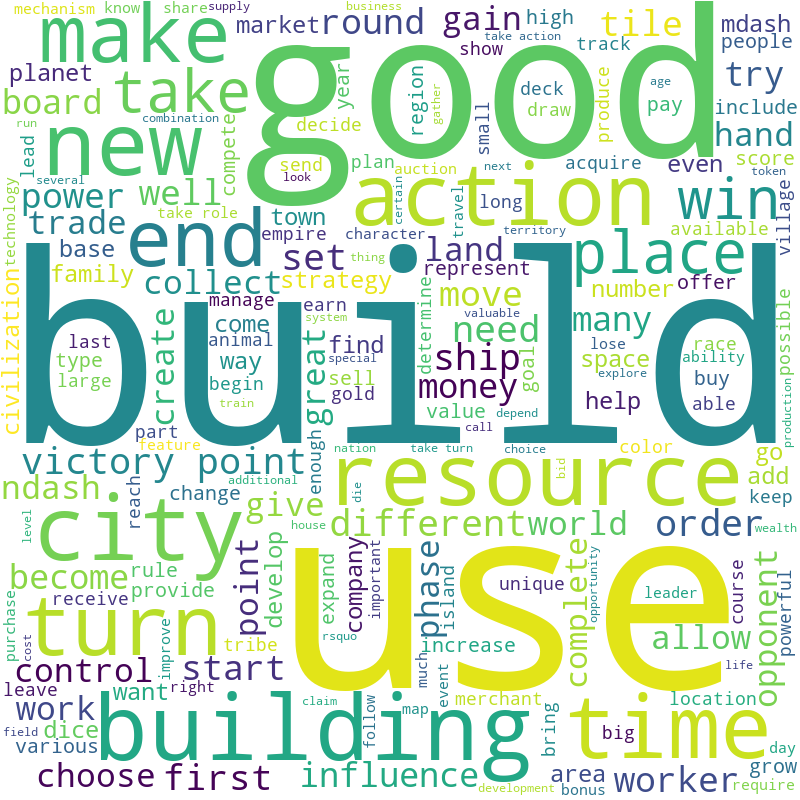 mechanism know share supply business
make good round gain high mdash
take action show track people
planet market tile try
board take year region deck draw pay include
run combination gather age
new lead compete decide send plan auction small produce hand
look acquire even score
several power well town certain travel long next token
technology trade take role empire character territory village
base end set land win available
family collect strategy thing represent place
civilization manage earn move number offer possible
last come animal system determine valuable many lose race
type create way find need space ability
large begin special great ship goal explore buy
train gold sell money help able production
build
part value depend
feature enough nation take turn call choice color go
victory point reach change resource bid add keep
ndash additional die wealth
level city give different world order
become house
rule develop expand company important phase island unique opportunity leader course powerful
purchase receive provide point use complete opponent
turn improve tribe rsquo increase allow
cost control start much event life
leave want right claim map merchant location
work building follow time
field dice bring big day
various area grow
choose first influence development bonus worker require